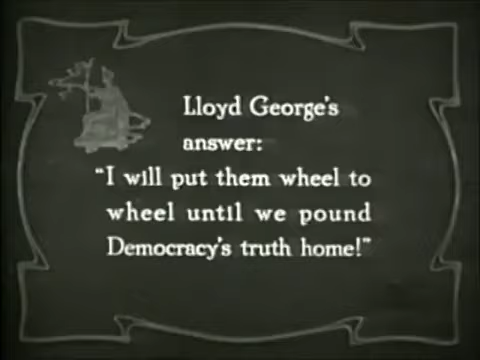 Lloyd George's
answer:
"I will put them wheel to
wheel until we pound
Democracy's truth home!"